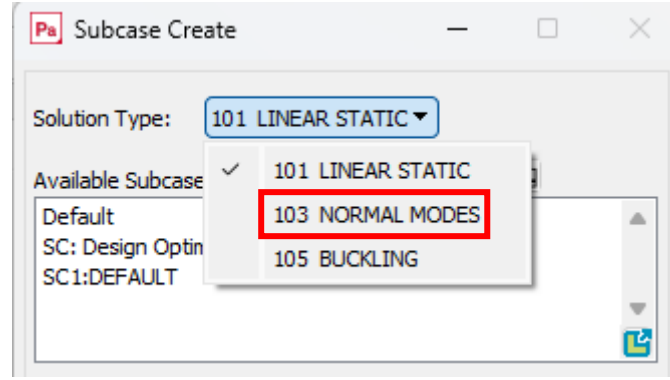 Pa Subcase Create
Solution Type: 101 LINEAR STATIC
101 LINEAR STATIC
Available Subcase
103 NORMAL MODES
Default
SC: Design Optim
105 BUCKLING
SC1:DEFAULT